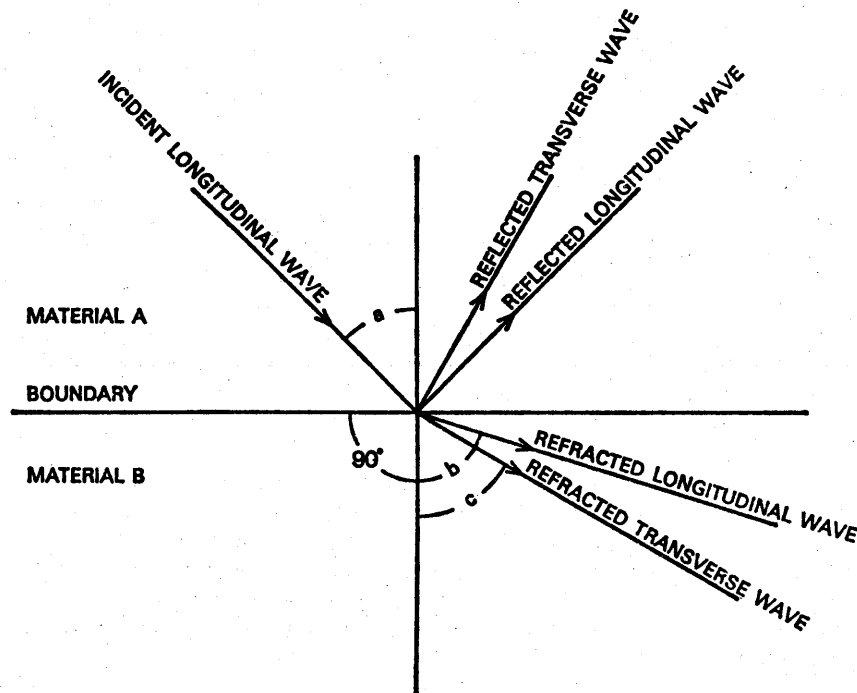 INCIDENT LONGITUDINAL WAVE
REFLECTED TRANSVERSE WAVE
REFLECTED LONGITUDINAL WAVE
a
MATERIAL A
BOUNDARY
90°
b
c
MATERIAL B
REFRACTED LONGITUDINAL WAVE
REFRACTED TRANSVERSE WAVE